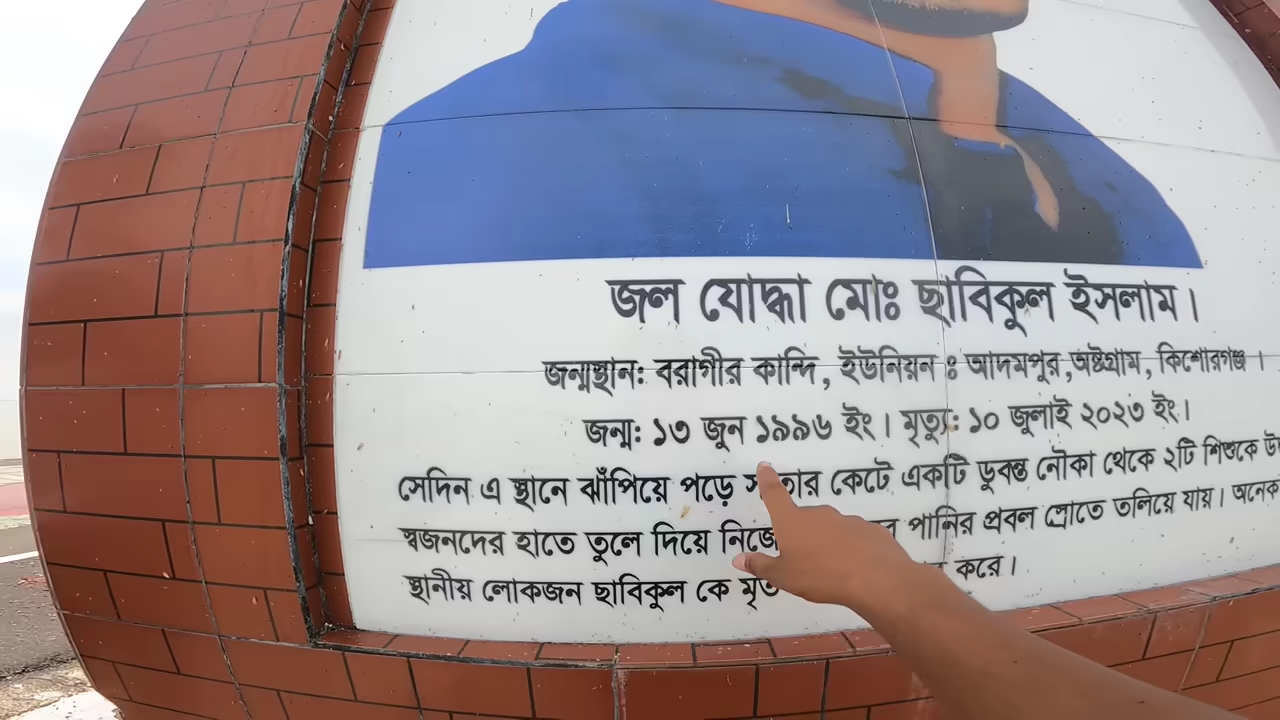 জল যোদ্ধা মোঃ ছাবিকুল ইসলাম।
জন্মস্থান: বরাগীর কান্দি, ইউনিয়ন ঃ আদমপুর,অষ্টগ্রাম, কিশোরগঞ্জ ।
জন্ম: ১৩ জুন ১৯৯৬ ইং। মৃত্যু: ১০ জুলাই ২০২৩ ইং।
সেদিন এ স্থানে ঝাঁপিয়ে পড়ে সাঁতার কেটে একটি ডুবন্ত নৌকা থেকে ২টি শিশুকে
স্বজনদের হাতে তুলে দিয়ে পানির প্রবল স্রোতে তলিয়ে যায়। অনেক
স্থানীয় লোকজন ছাবিকুল কে করে।